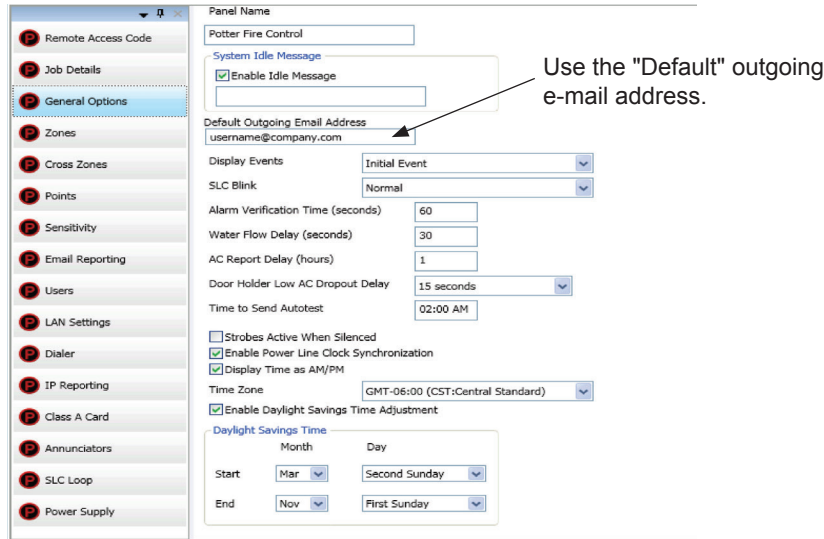 Remote Access Code
Job Details
General Options
Zones
Cross Zones
Points
Sensitivity
Email Reporting
Users
LAN Settings
Dialer
IP Reporting
Class A Card
Annunciators
SLC Loop
Power Supply
Panel Name
Potter Fire Control
System Idle Message
Enable Idle Message
Default Outgoing Email Address
username@company.com
Use the "Default" outgoing
e-mail address.
Display Events Initial Event
SLC Blink Normal
Alarm Verification Time (seconds) 60
Water Flow Delay (seconds) 30
AC Report Delay (hours) 1
Door Holder Low AC Dropout Delay 15 seconds
Time to Send Autotest 02:00 AM
Strobes Active When Silenced
Enable Power Line Clock Synchronization
Display Time as AM/PM
Time Zone GMT-06:00 (CST:Central Standard)
Enable Daylight Savings Time Adjustment
Daylight Savings Time
Month Day
Start Mar Second Sunday
End Nov First Sunday